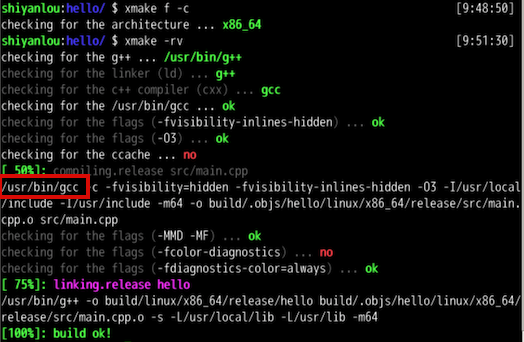 shiyanlou:hello/ $ xmake f -c [9:48:50]
checking for the architecture ... x86_64
shiyanlou:hello/ $ xmake -rv [9:51:30]
checking for the g++ ... /usr/bin/g++
checking for the linker (ld) ... g++
checking for the c++ compiler (cxx) ... gcc
checking for the /usr/bin/gcc ... ok
checking for the flags (-fvisibility-inlines-hidden) ... ok
checking for the flags (-O3) ... ok
checking for the ccache ... no
[ 50%]: compiling.release src/main.cpp
/usr/bin/gcc -c -fvisibility=hidden -fvisibility-inlines-hidden -O3 -I/usr/local
/include -I/usr/include -m64 -o build/.objs/hello/linux/x86_64/release/src/main.
cpp.o src/main.cpp
checking for the flags (-MMD -MF) ... ok
checking for the flags (-fcolor-diagnostics) ... no
checking for the flags (-fdiagnostics-color=always) ... ok
[ 75%]: linking.release hello
/usr/bin/g++ -o build/linux/x86_64/release/hello build/.objs/hello/linux/x86_64/
release/src/main.cpp.o -s -L/usr/local/lib -L/usr/lib -m64
[100%]: build ok!